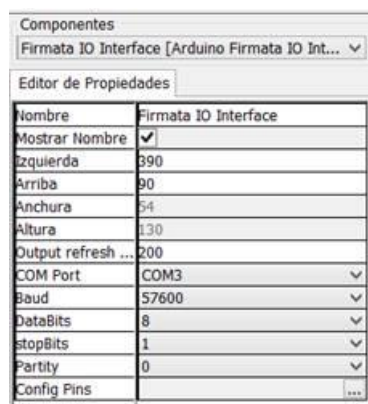 Componentes
Firmata IO Interface [Arduino Firmata IO Int...
Editor de Propiedades
Nombre Firmata IO Interface
Mostrar Nombre
Izquierda 390
Arriba 90
Anchura 54
Altura 130
Output refresh ... 200
COM Port COM3
Baud 57600
DataBits 8
stopBits 1
Partity 0
Config Pins ...